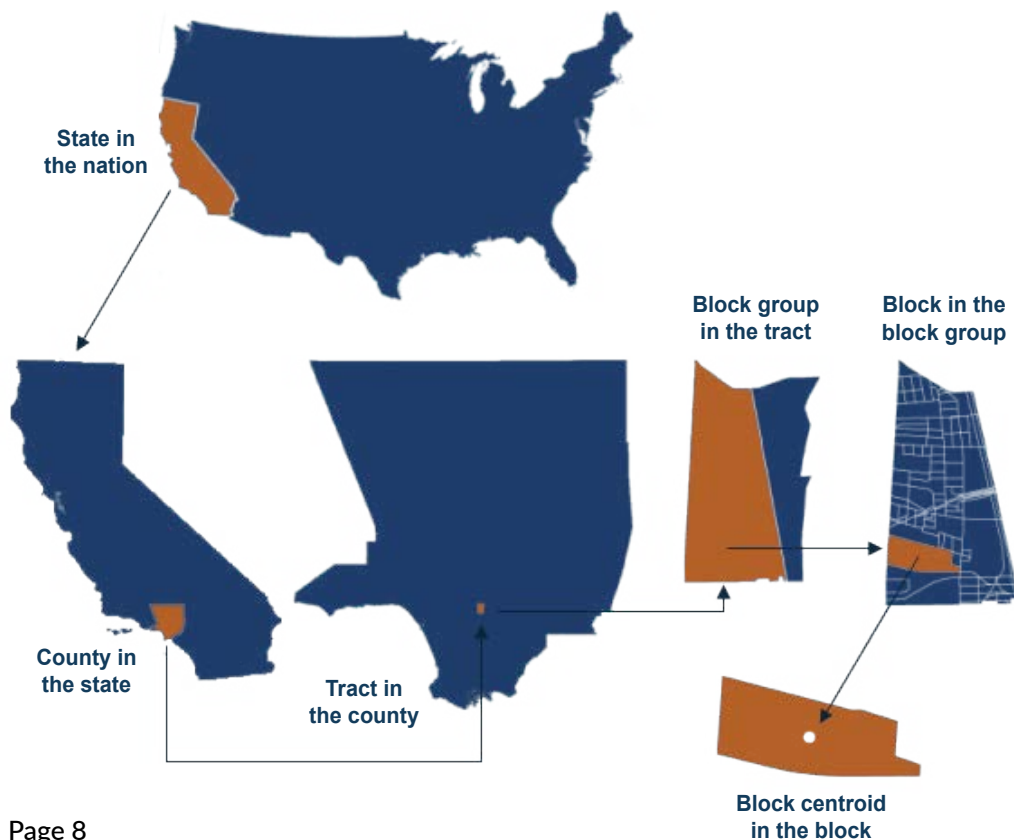 State in
the nation
Block group
in the tract
Block in the
block group
County in
the state
Tract in
the county
Block centroid
in the block
Page 8